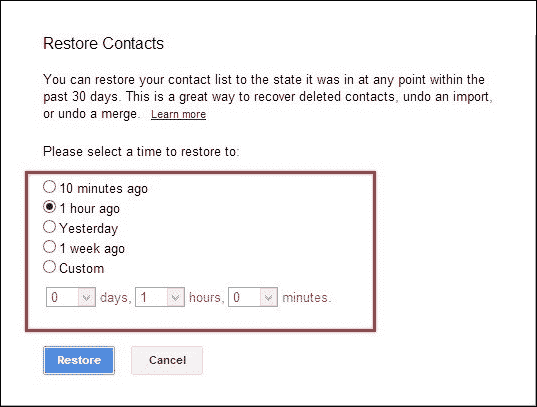 Restore Contacts
You can restore your contact list to the state it was in at any point within the
past 30 days. This is a great way to recover deleted contacts, undo an import,
or undo a merge. Learn more
Please select a time to restore to:
10 minutes ago
1 hour ago
Yesterday
1 week ago
Custom
0 days, 1 hours, 0 minutes.
Restore Cancel